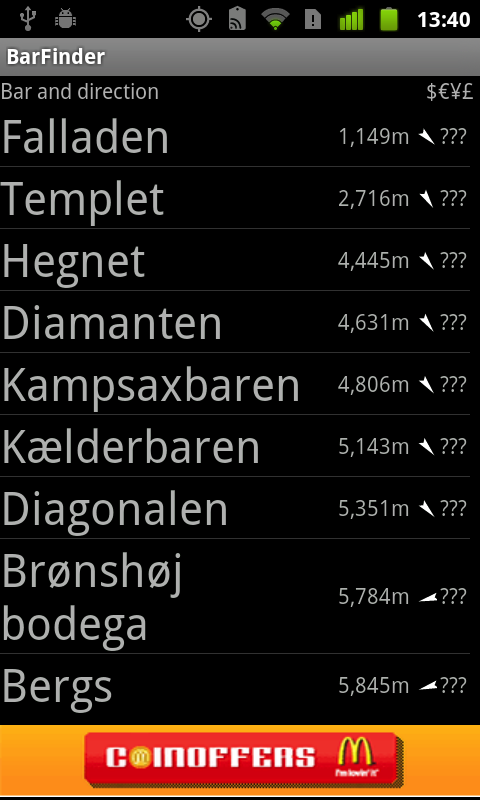 13:40
BarFinder
Bar and direction $€¥£
Falladen 1,149m ???
Templet 2,716m ???
Hegnet 4,445m ???
Diamanten 4,631m ???
Kampsaxbaren 4,806m ???
Kælderbaren 5,143m ???
Diagonalen 5,351m ???
Brønshøj
bodega 5,784m ???
Bergs 5,845m ???
COINOFFERS
i'm lovin' it